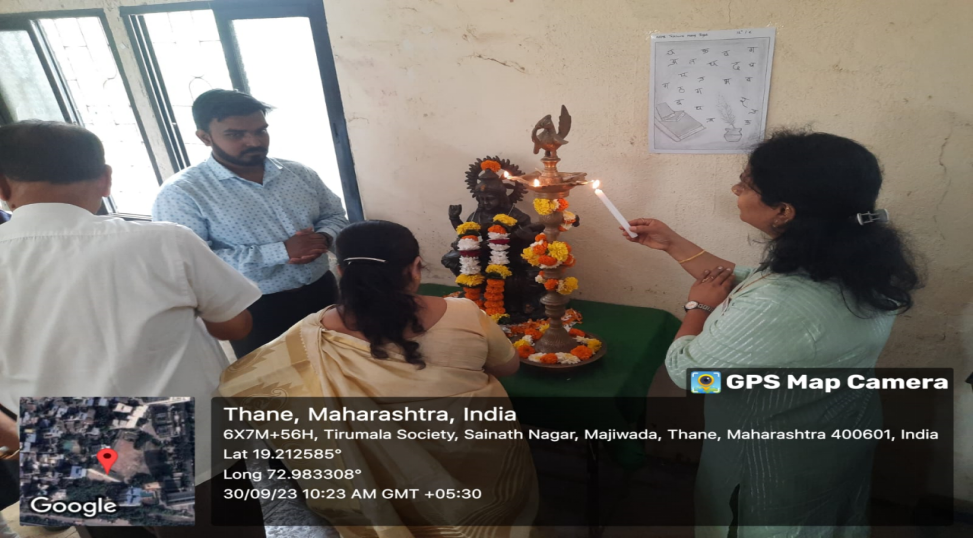 GPS Map Camera
Thane, Maharashtra, India
6X7M+56H, Tirumala Society, Sainath Nagar, Majiwada, Thane, Maharashtra 400601, India
Lat 19.212585°
Long 72.983308°
30/09/23 10:23 AM GMT +05:30
Google